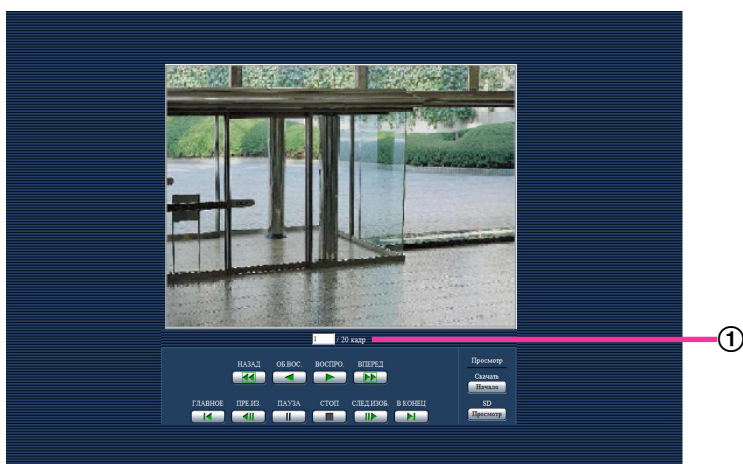 1 / 20 кадр
①
НАЗАД ОБ.ВОС. ВОСПРО. ВПЕРЕД
Просмотр
Скачать
Начало
ГЛАВНОЕ ПРЕ.ИЗ. ПАУЗА СТОП СЛЕД.ИЗОБ. В КОНЕЦ
SD
Просмотр